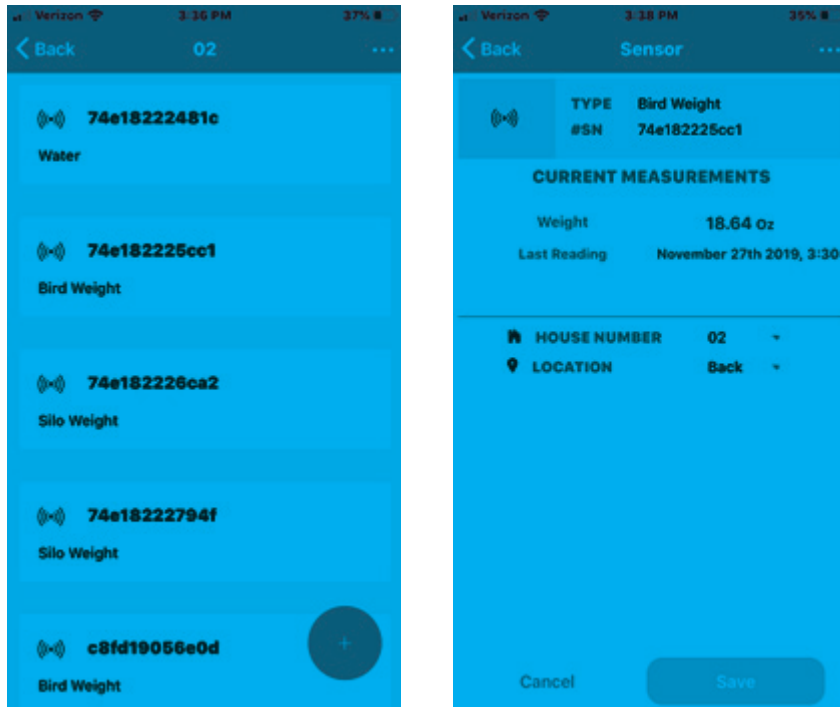 Verizon 3:36 PM 37%
Back 02 ...
74e18222481c
Water
74e182225cc1
Bird Weight
74e182226ca2
Silo Weight
74e18222794f
Silo Weight
c8fd19056e0d
+
Bird Weight
Verizon 3:38 PM 35%
Back Sensor ...
TYPE Bird Weight
#SN 74e182225cc1
CURRENT MEASUREMENTS
Weight 18.64 Oz
Last Reading November 27th 2019, 3:30
HOUSE NUMBER 02
LOCATION Back
Cancel Save